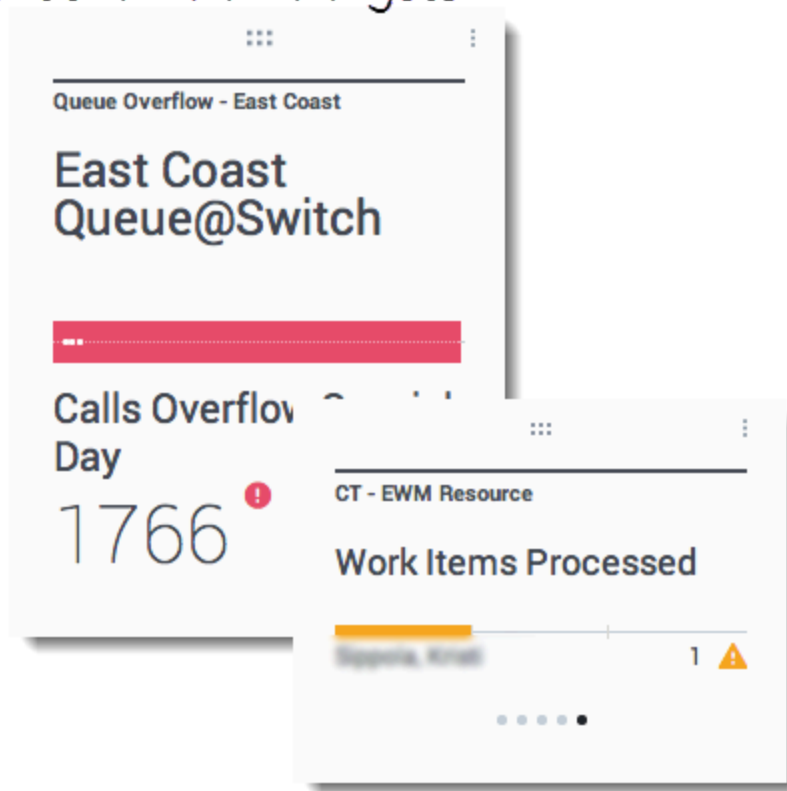 Queue Overflow - East Coast
East Coast
Queue@Switch
Calls Overflow
Day
1766
CT - EWM Resource
Work Items Processed
1